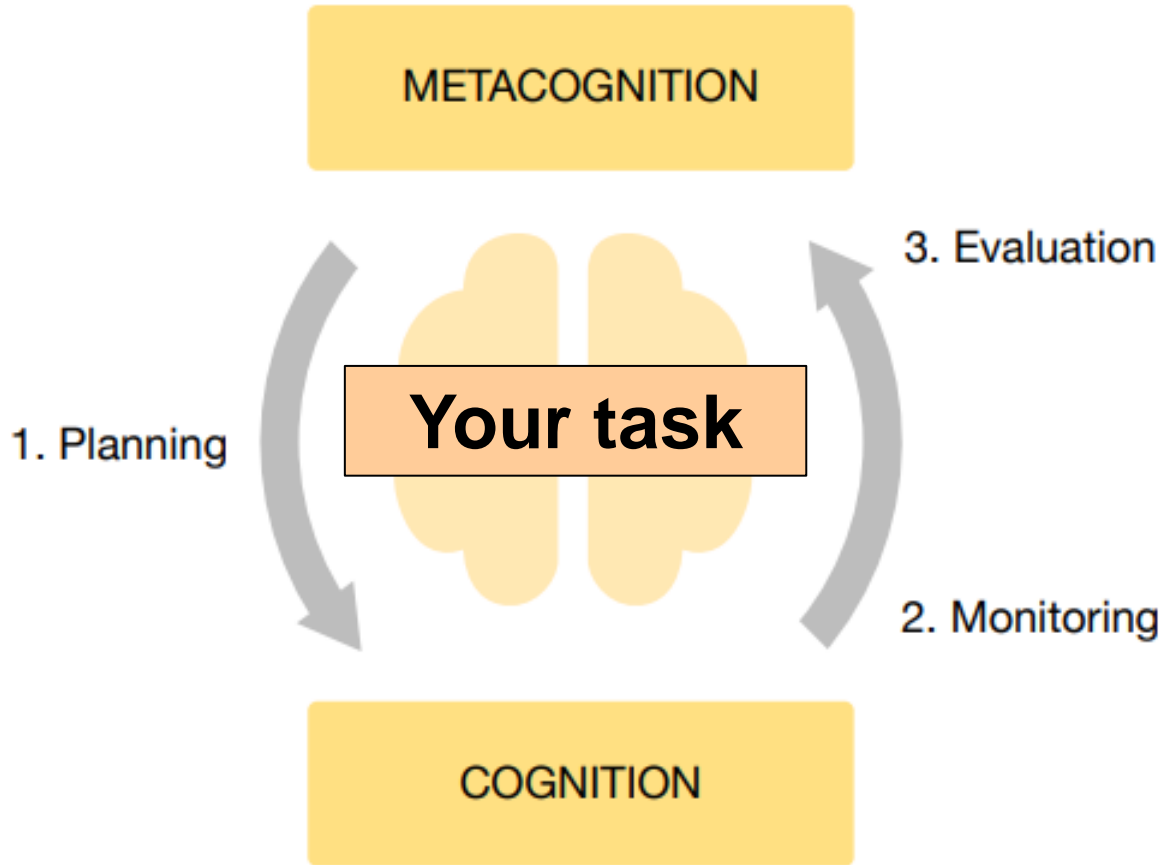 METACOGNITION
3. Evaluation
Your task
1. Planning
2. Monitoring
COGNITION